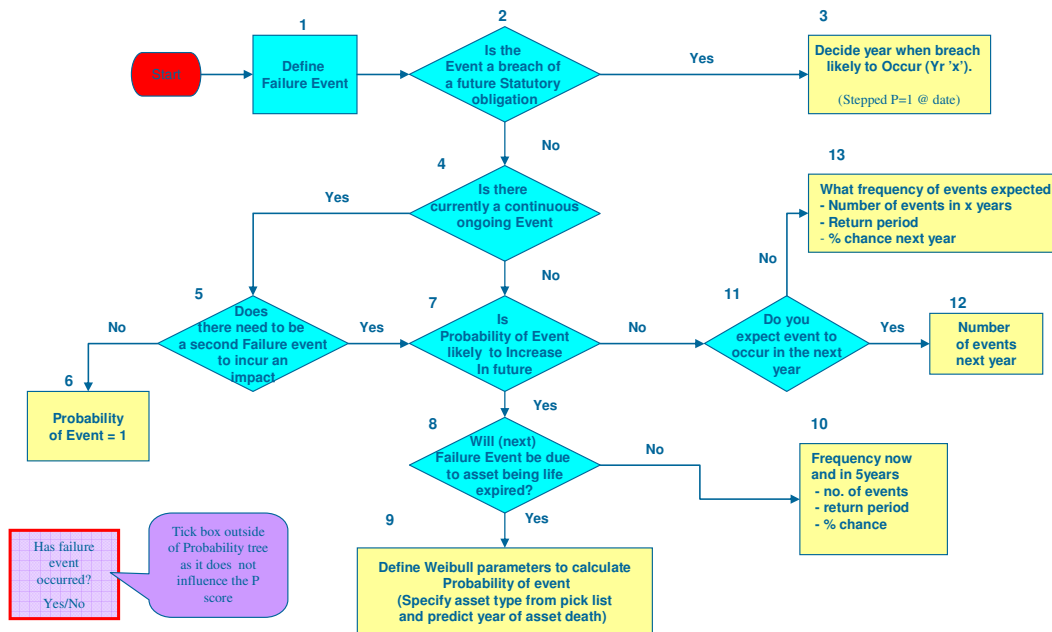 1
2
3
Start
Define
Failure Event
Is the
Event a breach of
a future Statutory
obligation
Yes
Decide year when breach
likely to Occur (Yr 'x').
(Stepped P=1 @ date)
No
4
Is there
currently a continuous
ongoing Event
Yes
No
13
What frequency of events expected
- Number of events in x years
- Return period
- % chance next year
No
5
Does
there need to be
a second Failure event
to incur an
impact
No
Yes
7
Is
Probability of Event
likely to Increase
In future
No
11
Do you
expect event to
occur in the next
year
Yes
12
Number
of events
next year
6
Probability
of Event = 1
Yes
8
Will (next)
Failure Event be due
to asset being life
expired?
No
10
Frequency now
and in 5years
- no. of events
- return period
- % chance
Yes
9
Define Weibull parameters to calculate
Probability of event
(Specify asset type from pick list
and predict year of asset death)
Has failure
event
occurred?
Yes/No
Tick box outside
of Probability tree
as it does not
influence the P
score